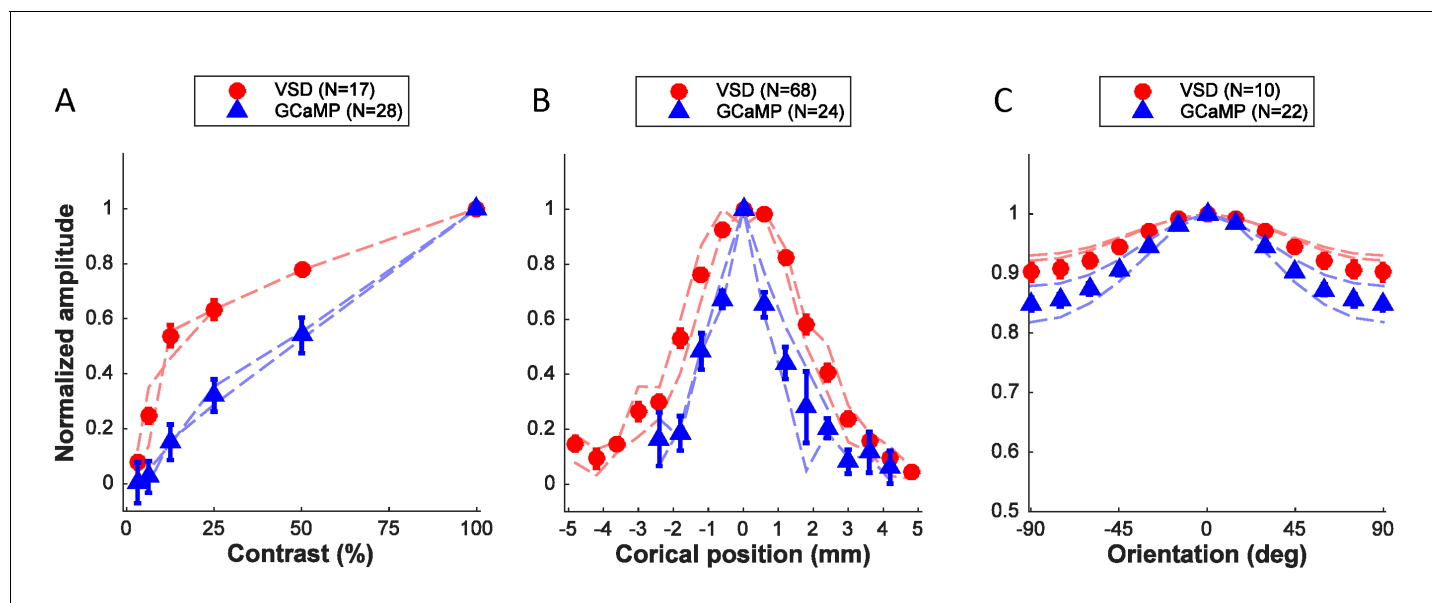 A
VSD (N=17)
GCaMP (N=28)
Normalized amplitude
1
0.8
0.6
0.4
0.2
0
0 25 50 75 100
Contrast (%)
B
VSD (N=68)
GCaMP (N=24)
1
0.8
0.6
0.4
0.2
0
-5 -4 -3 -2 -1 0 1 2 3 4 5
Corical position (mm)
C
VSD (N=10)
GCaMP (N=22)
1
0.9
0.8
0.7
0.6
0.5
-90 -45 0 45 90
Orientation (deg)